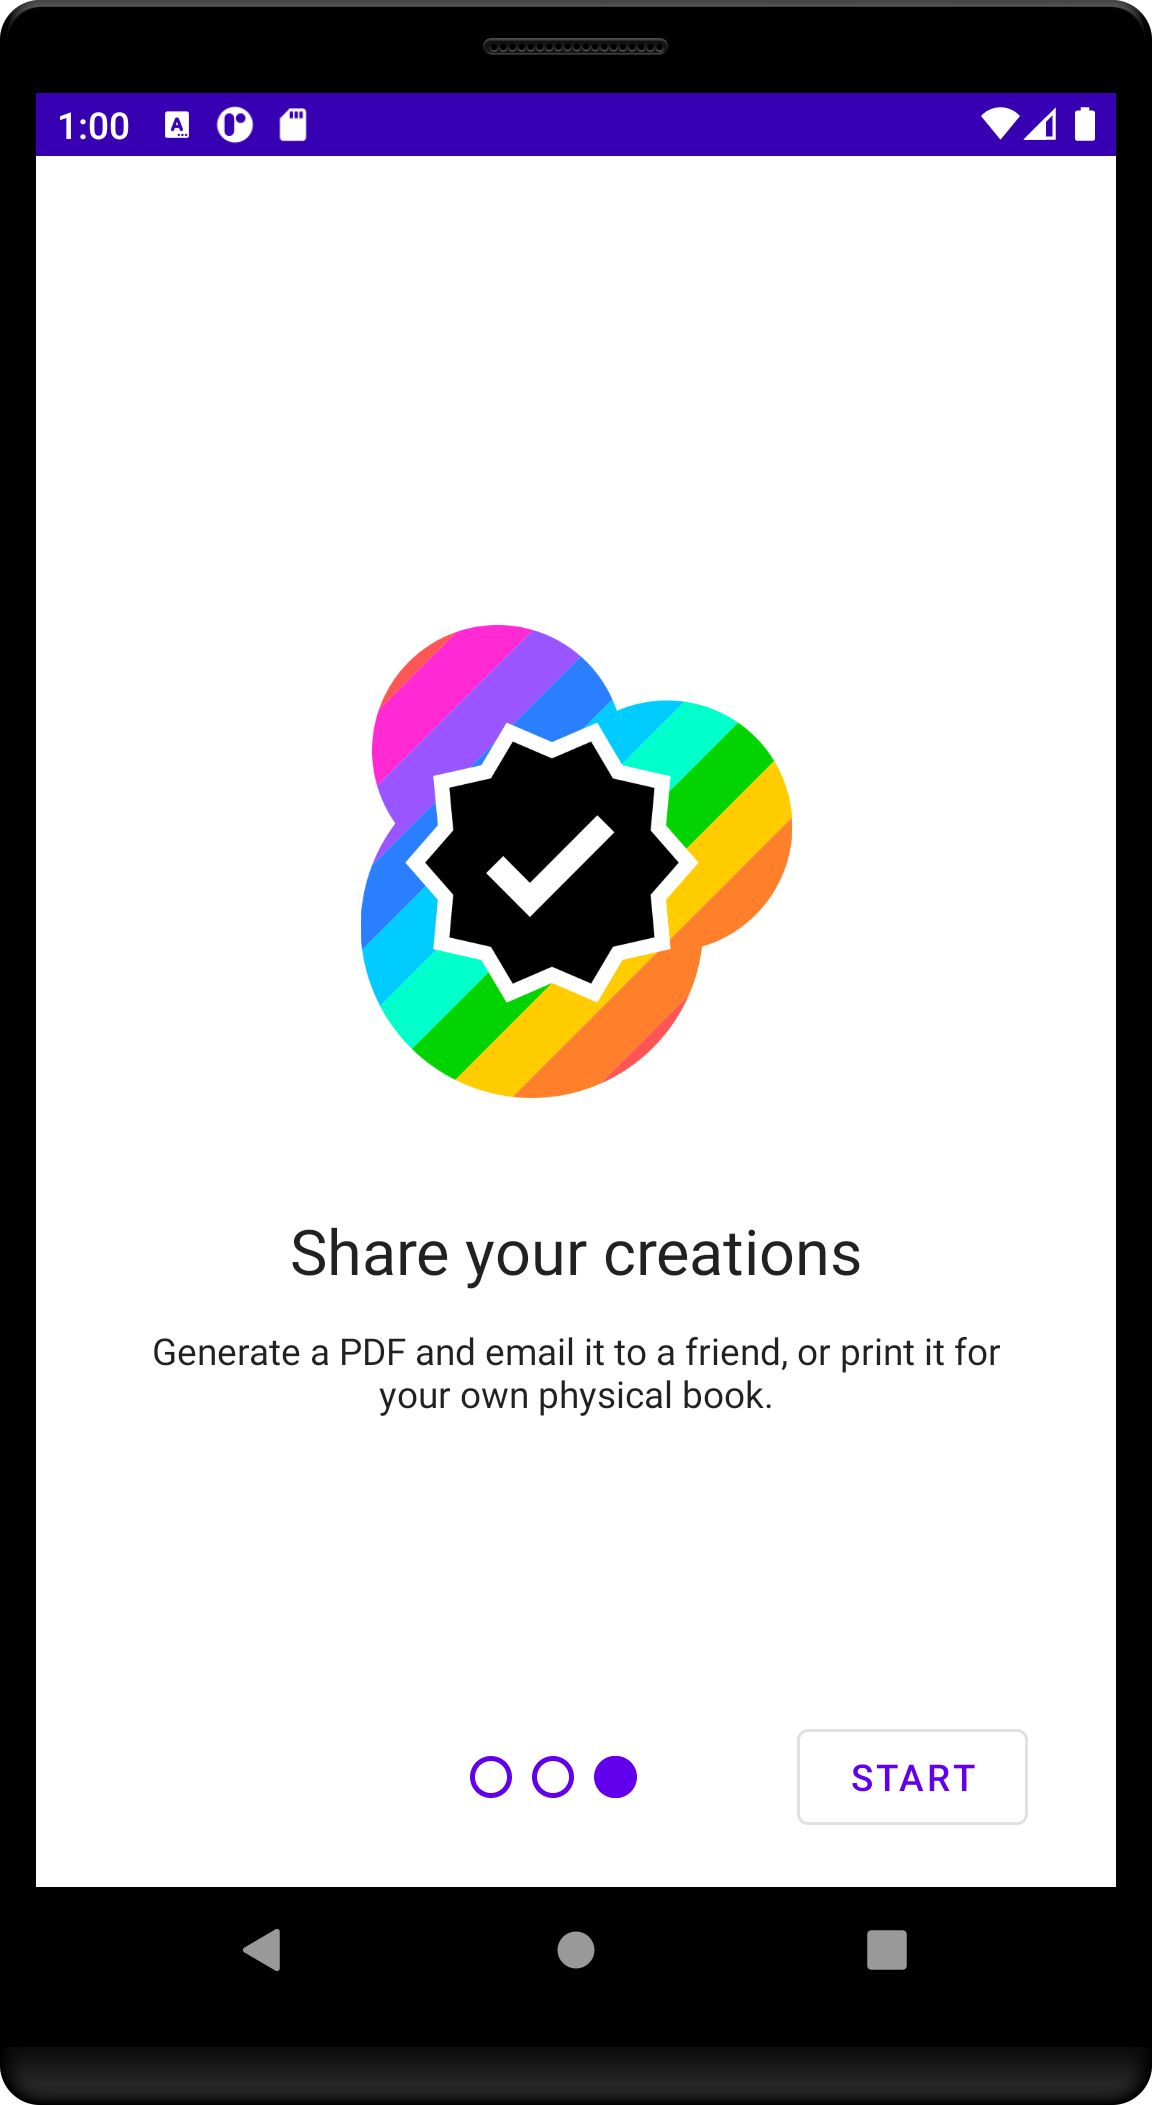 1:00
A
Share your creations
Generate a PDF and email it to a friend, or print it for
your own physical book.
START